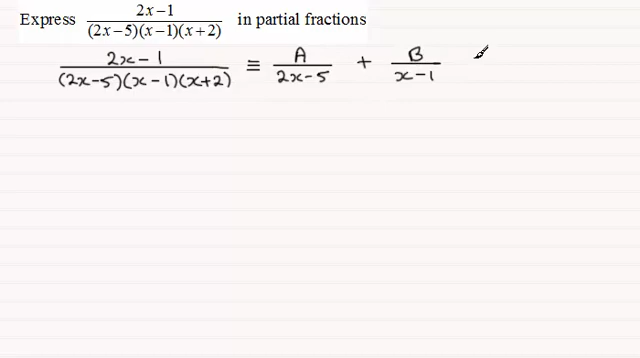 Express (2x−1)/((2x−5)(x−1)(x+2)) in partial fractions
(2x−1)/((2x−5)(x−1)(x+2)) ≡ A/(2x−5) + B/(x−1)